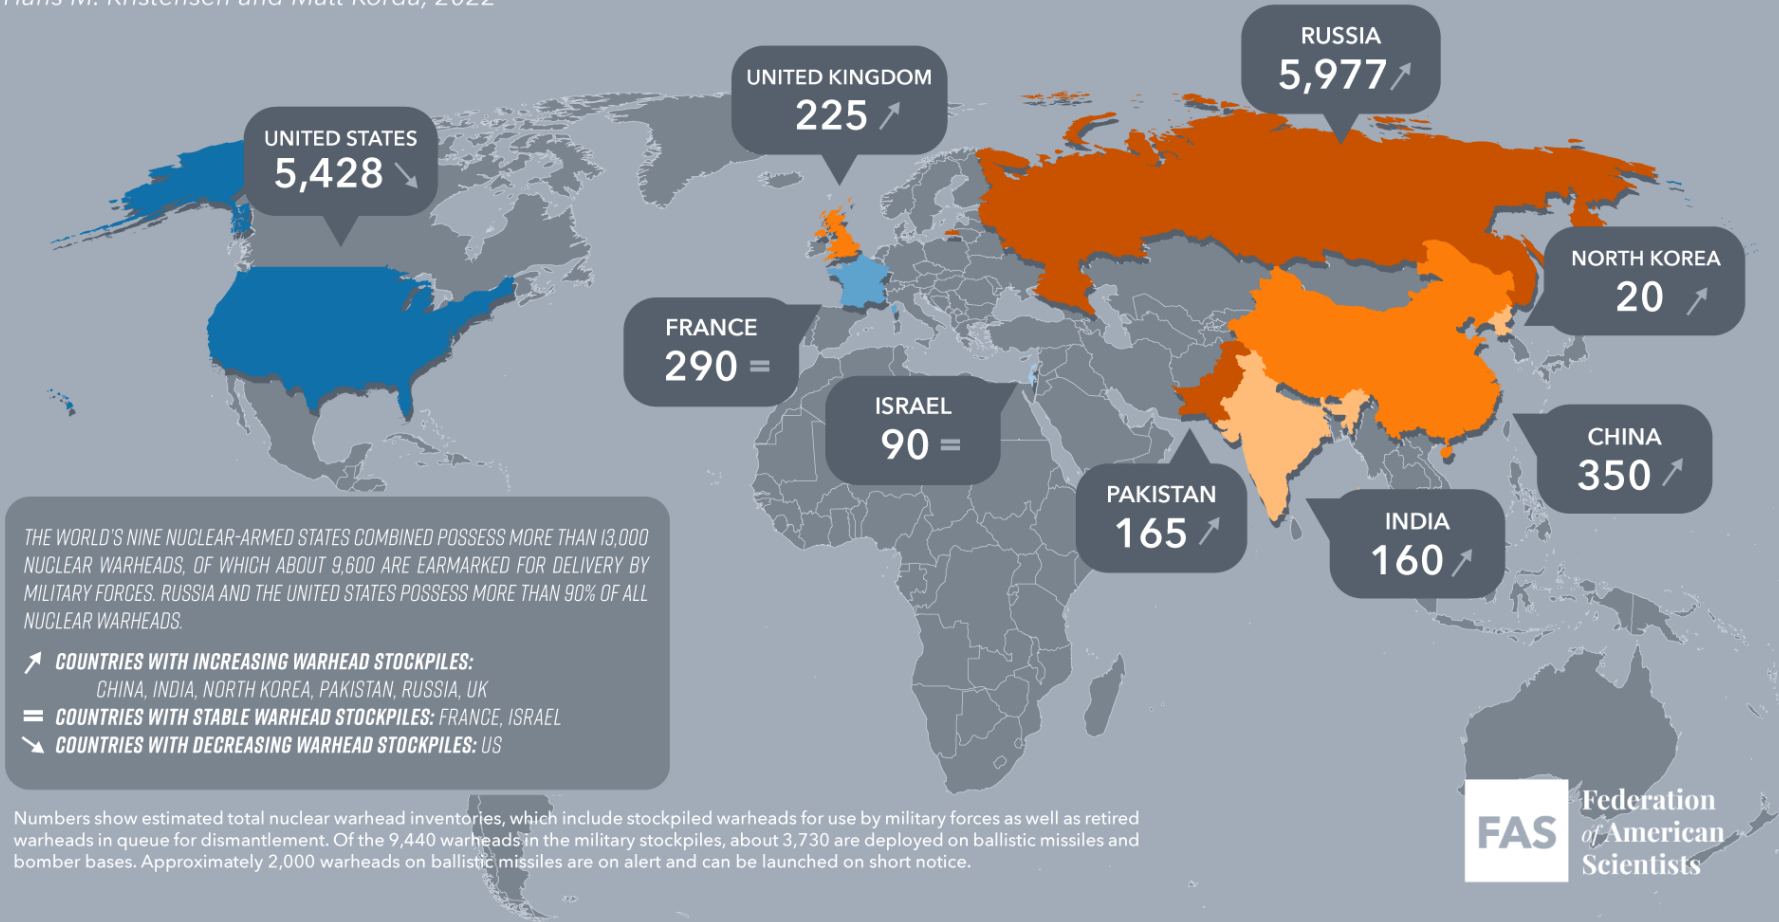 Hans M. Kristensen and Matt Korda, 2022
RUSSIA
5,977
UNITED KINGDOM
225
UNITED STATES
5,428
NORTH KOREA
20
FRANCE
290 =
ISRAEL
90 =
CHINA
350
PAKISTAN
165
INDIA
160
THE WORLD'S NINE NUCLEAR-ARMED STATES COMBINED POSSESS MORE THAN 13,000
NUCLEAR WARHEADS, OF WHICH ABOUT 9,600 ARE EARMARKED FOR DELIVERY BY
MILITARY FORCES. RUSSIA AND THE UNITED STATES POSSESS MORE THAN 90% OF ALL
NUCLEAR WARHEADS.
COUNTRIES WITH INCREASING WARHEAD STOCKPILES:
CHINA, INDIA, NORTH KOREA, PAKISTAN, RUSSIA, UK
= COUNTRIES WITH STABLE WARHEAD STOCKPILES: FRANCE, ISRAEL
COUNTRIES WITH DECREASING WARHEAD STOCKPILES: US
Numbers show estimated total nuclear warhead inventories, which include stockpiled warheads for use by military forces as well as retired
warheads in queue for dismantlement. Of the 9,440 warheads in the military stockpiles, about 3,730 are deployed on ballistic missiles and
bomber bases. Approximately 2,000 warheads on ballistic missiles are on alert and can be launched on short notice.
FAS
Federation
of American
Scientists